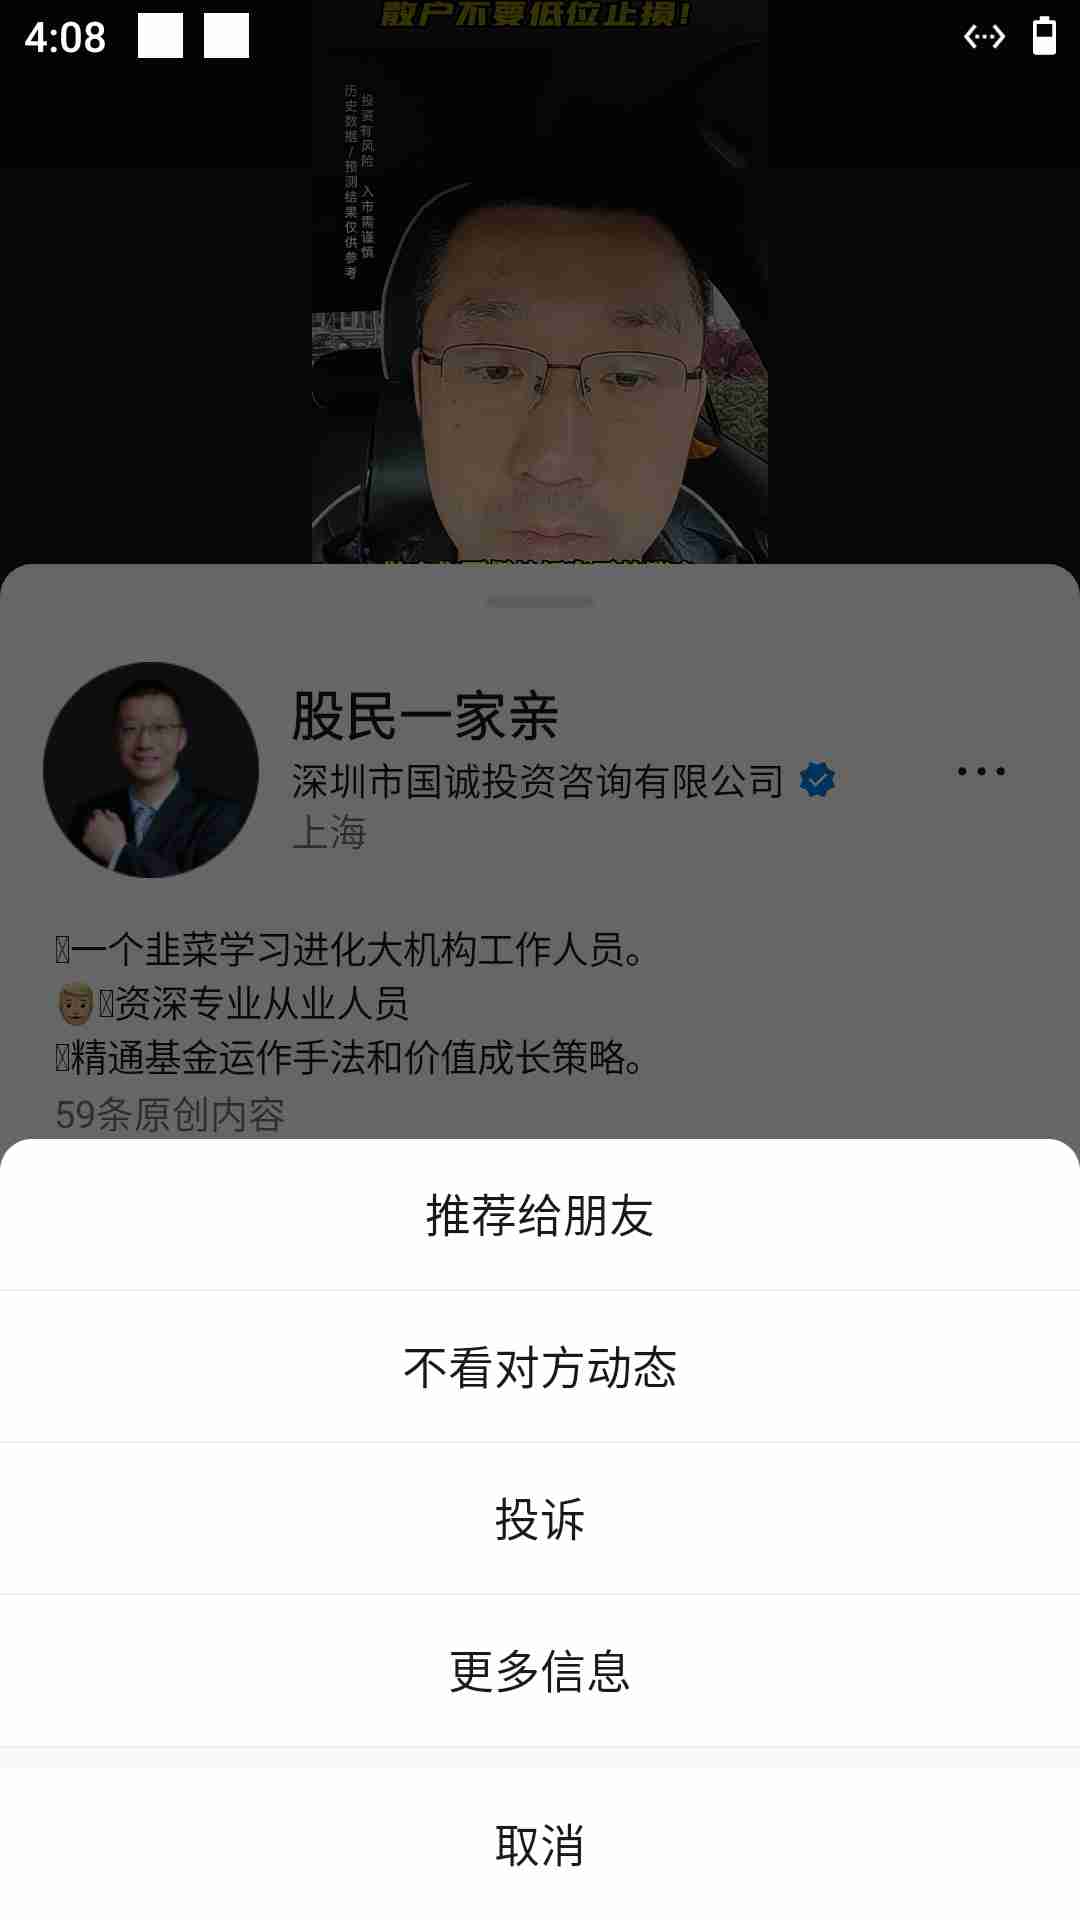 4:08
散户不要低位止损!
投资有风险 入市需谨慎
历史数据/预测结果仅供参考
股民一家亲
深圳市国诚投资咨询有限公司
上海
一个韭菜学习进化大机构工作人员。
资深专业从业人员
精通基金运作手法和价值成长策略。
59条原创内容
推荐给朋友
不看对方动态
投诉
更多信息
取消